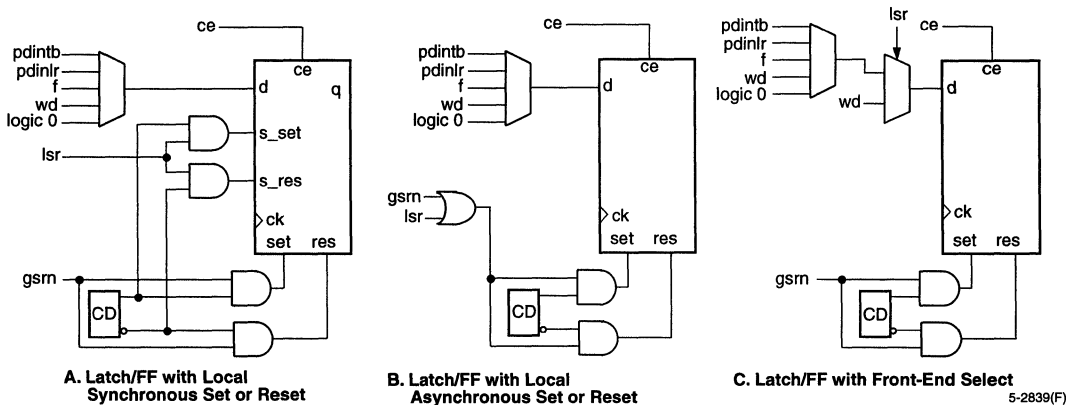 ce
pdintb
pdinlr
f
wd
logic 0
ce
d
q
s_set
lsr
s_res
ck
set res
gsrn
CD
A. Latch/FF with Local
Synchronous Set or Reset
ce
pdintb
pdinlr
f
wd
logic 0
ce
d
gsrn
lsr
ck
set res
CD
B. Latch/FF with Local
Asynchronous Set or Reset
lsr
ce
pdintb
pdinlr
f
wd
logic 0
wd
ce
d
ck
set res
gsrn
CD
C. Latch/FF with Front-End Select
5-2839(F)